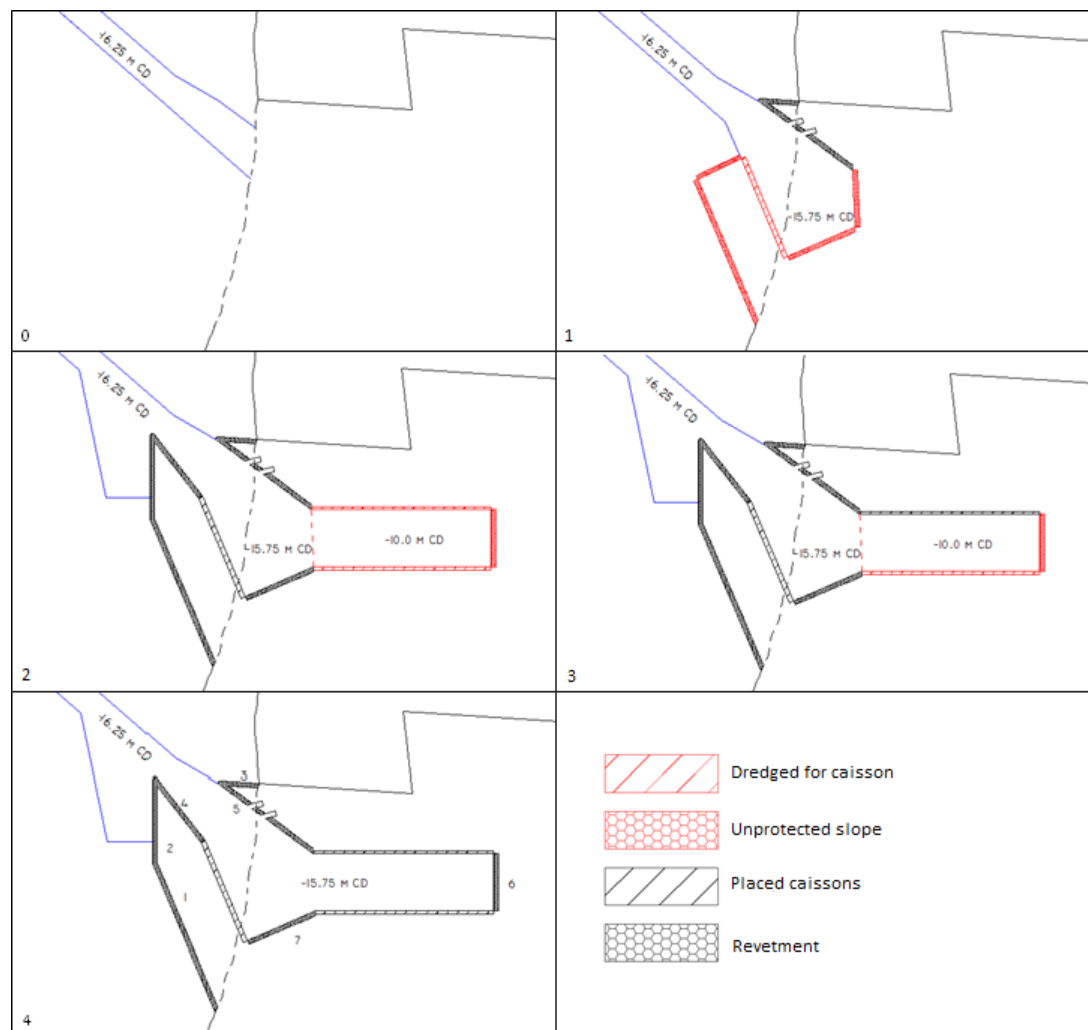 -16.25 M CD
0
-16.25 M CD
-15.75 M CD
1
-16.25 M CD
-15.75 M CD
-10.0 M CD
2
-16.25 M CD
-15.75 M CD
-10.0 M CD
3
-16.25 M CD
3
4
5
2
-15.75 M CD
6
1
7
4
Dredged for caisson
Unprotected slope
Placed caissons
Revetment